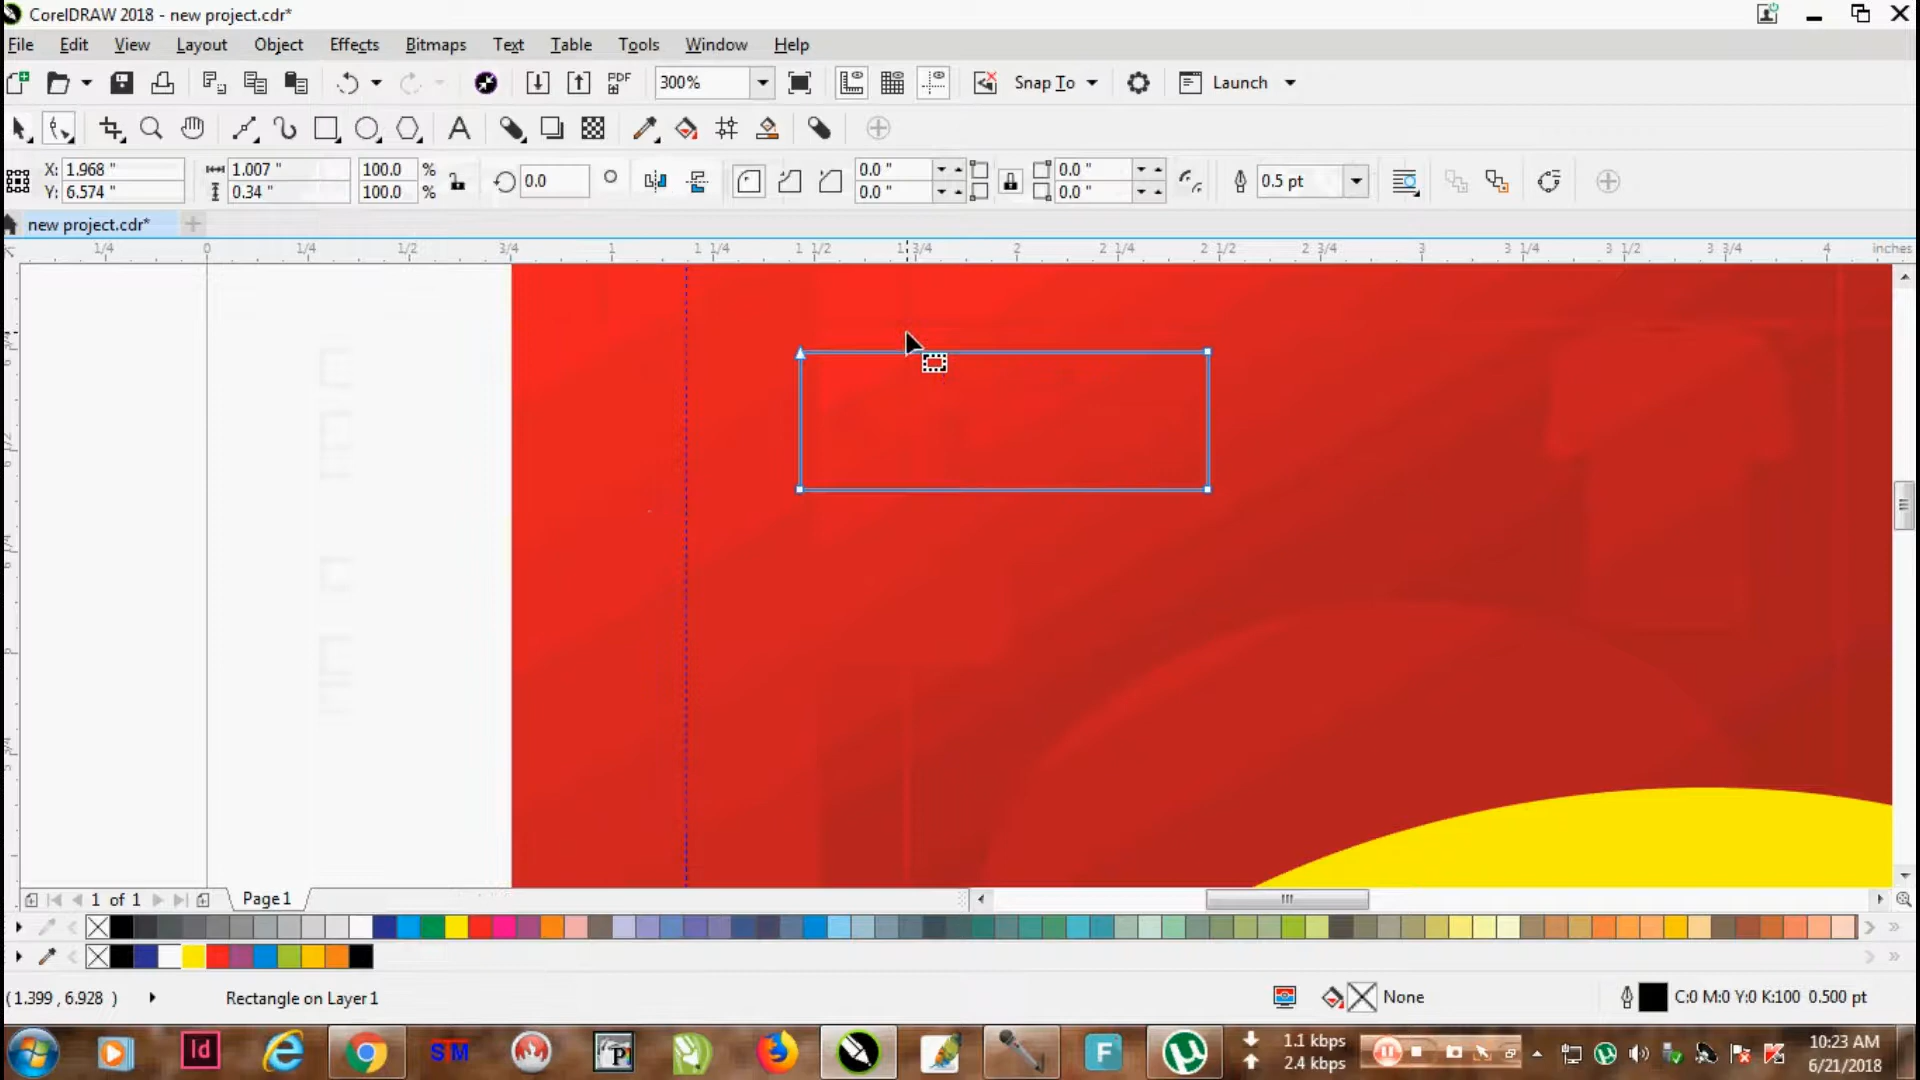 CorelDRAW 2018 - new project.cdr*
File Edit View Layout Object Effects Bitmaps Text Table Tools Window Help
PDF 300% Snap To Launch
X: 1.968 " 1.007 " 100.0 % 0.0 0.0 " 0.0 " 0.5 pt
Y: 6.574 " 0.34 " 100.0 % 0.0 " 0.0 "
new project.cdr*
1/4 0 1/4 1/2 3/4 1 1 1/4 1 1/2 1 3/4 2 2 1/4 2 1/2 2 3/4 3 3 1/4 3 1/2 3 3/4 4 inches
1 of 1 Page 1
(1.399 , 6.928 ) Rectangle on Layer 1 None C:0 M:0 Y:0 K:100 0.500 pt
Id SM P F
1.1 kbps
2.4 kbps
10:23 AM
6/21/2018